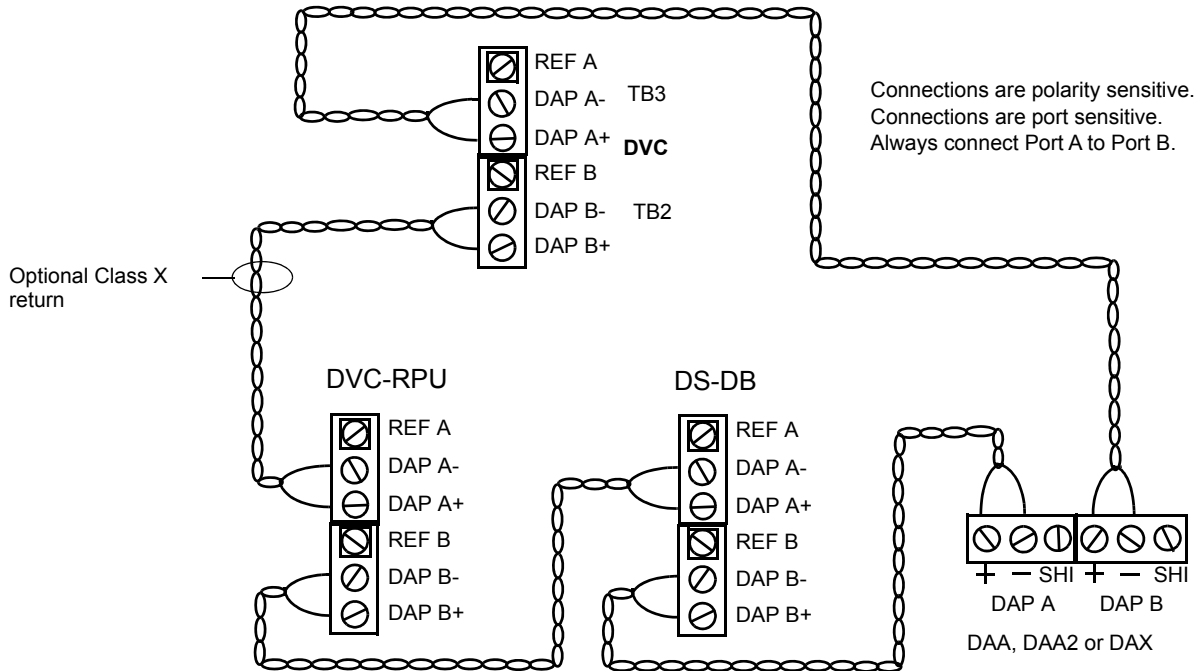 REF A
DAP A-
TB3
DAP A+
DVC
REF B
DAP B-
TB2
DAP B+
Connections are polarity sensitive.
Connections are port sensitive.
Always connect Port A to Port B.
Optional Class X
return
DVC-RPU
REF A
DAP A-
DAP A+
REF B
DAP B-
DAP B+
DS-DB
REF A
DAP A-
DAP A+
REF B
DAP B-
DAP B+
+ – SHI + – SHI
DAP A DAP B
DAA, DAA2 or DAX